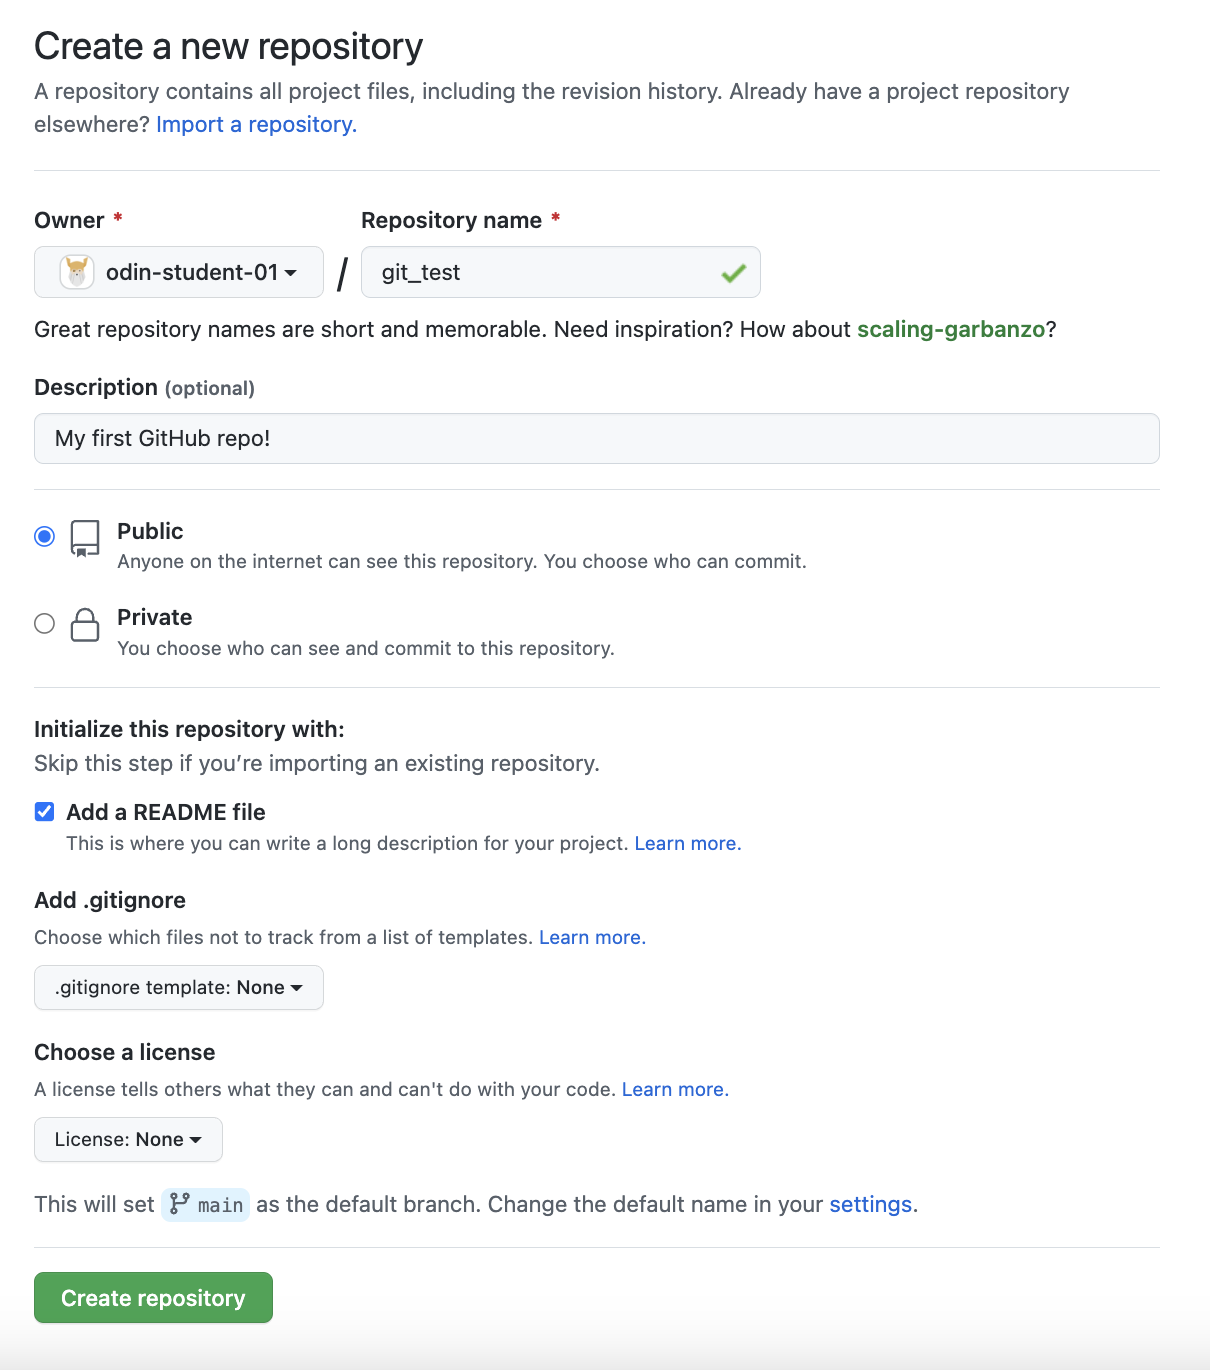 Create a new repository
A repository contains all project files, including the revision history. Already have a project repository
elsewhere? Import a repository.
Owner *
Repository name *
odin-student-01 / git_test
Great repository names are short and memorable. Need inspiration? How about scaling-garbanzo?
Description (optional)
My first GitHub repo!
Public
Anyone on the internet can see this repository. You choose who can commit.
Private
You choose who can see and commit to this repository.
Initialize this repository with:
Skip this step if you’re importing an existing repository.
Add a README file
This is where you can write a long description for your project. Learn more.
Add .gitignore
Choose which files not to track from a list of templates. Learn more.
.gitignore template: None
Choose a license
A license tells others what they can and can't do with your code. Learn more.
License: None
This will set main as the default branch. Change the default name in your settings.
Create repository